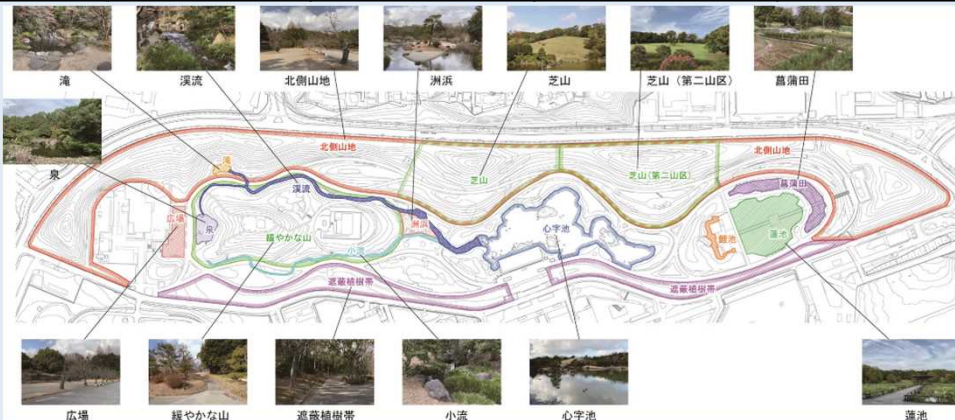 滝
渓流
北側山地
洲浜
芝山
芝山（第二山区）
菖蒲田
泉
北側山地
北側山地
滝
渓流
芝山
芝山(第二山区)
菖蒲田
広場
泉
洲浜
心字池
緩やかな山
鯉池
蓮池
小流
遮蔽植樹帯
遮蔽植樹帯
広場
緩やかな山
遮蔽植樹帯
小流
心字池
蓮池